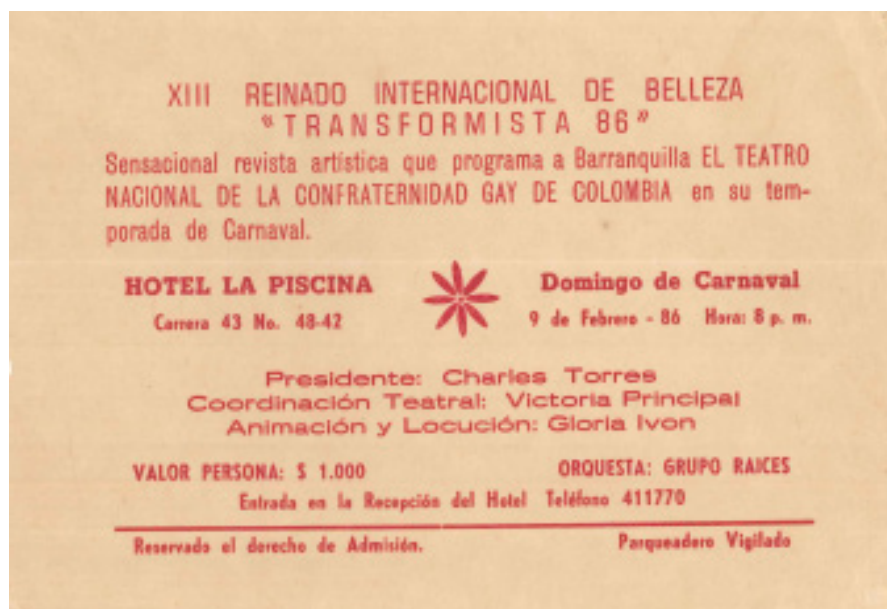 XIII REINADO INTERNACIONAL DE BELLEZA
"TRANSFORMISTA 86"
Sensacional revista artística que programa a Barranquilla EL TEATRO
NACIONAL DE LA CONFRATERNIDAD GAY DE COLOMBIA en su tem-
porada de Carnaval.
HOTEL LA PISCINA
Carrera 43 No. 48-42
Domingo de Carnaval
9 de Febrero - 86 Hora: 8 p. m.
Presidente: Charles Torres
Coordinación Teatral: Victoria Principal
Animación y Locución: Gloria Ivon
VALOR PERSONA: $ 1.000
ORQUESTA: GRUPO RAICES
Entrada en la Recepción del Hotel Teléfono 411770
Reservado el derecho de Admisión.
Parqueadero Vigilado